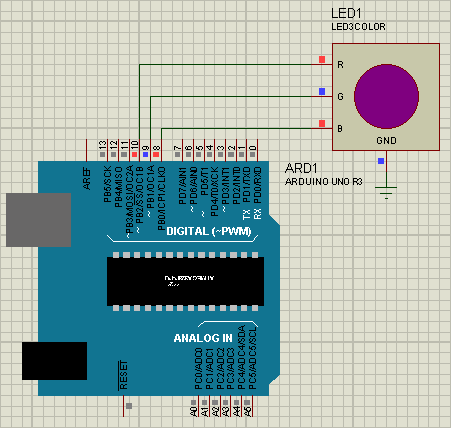 LED1
LED3COLOR
R
G
B
GND
ARD1
ARDUINO UNO R3
13
12
11
10
9
8
7
6
5
4
3
2
1
0
AREF
PB5/SCK
PB4/MISO
~PB3/MOSI/OC2A
~PB2/SS/OC1B
~PB1/OC1A
PB0/ICP1/CLKO
PD7/AIN1
~PD6/AIN0
~PD5/T1
PD4/T0/XCK
~PD3/INT1
PD2/INT0
TX PD1/TXD
RX PD0/RXD
DIGITAL (~PWM)
ANALOG IN
RESET
PC0/ADC0
PC1/ADC1
PC2/ADC2
PC3/ADC3
PC4/ADC4/SDA
PC5/ADC5/SCL
A0
A1
A2
A3
A4
A5